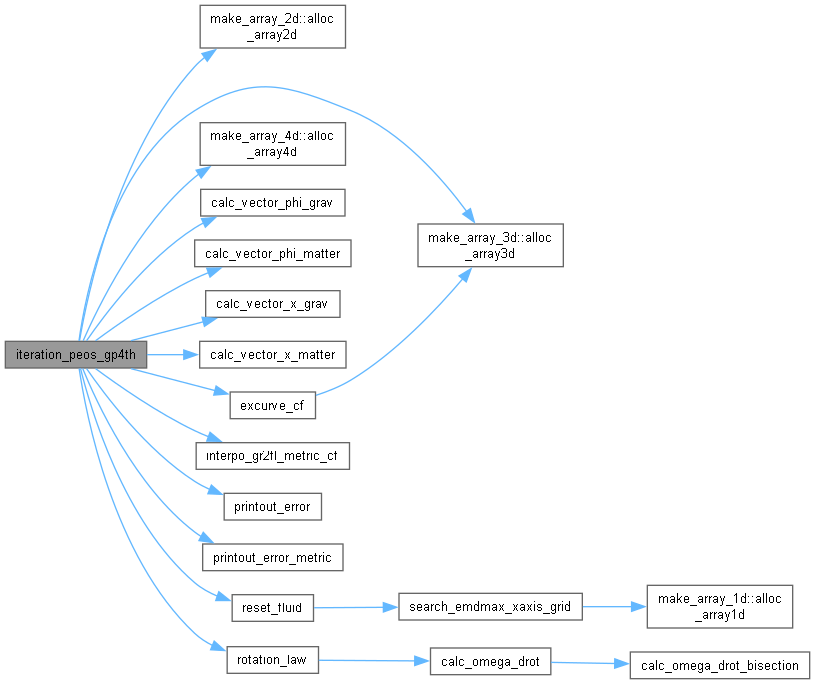 make_array_2d::alloc
_array2d
make_array_4d::alloc
_array4d
calc_vector_phi_grav
make_array_3d::alloc
_array3d
calc_vector_phi_matter
calc_vector_x_grav
iteration_peos_gp4th
calc_vector_x_matter
excurve_cf
interpo_gr2fl_metric_cf
printout_error
printout_error_metric
reset_fluid
search_emdmax_xaxis_grid
make_array_1d::alloc
_array1d
rotation_law
calc_omega_drot
calc_omega_drot_bisection